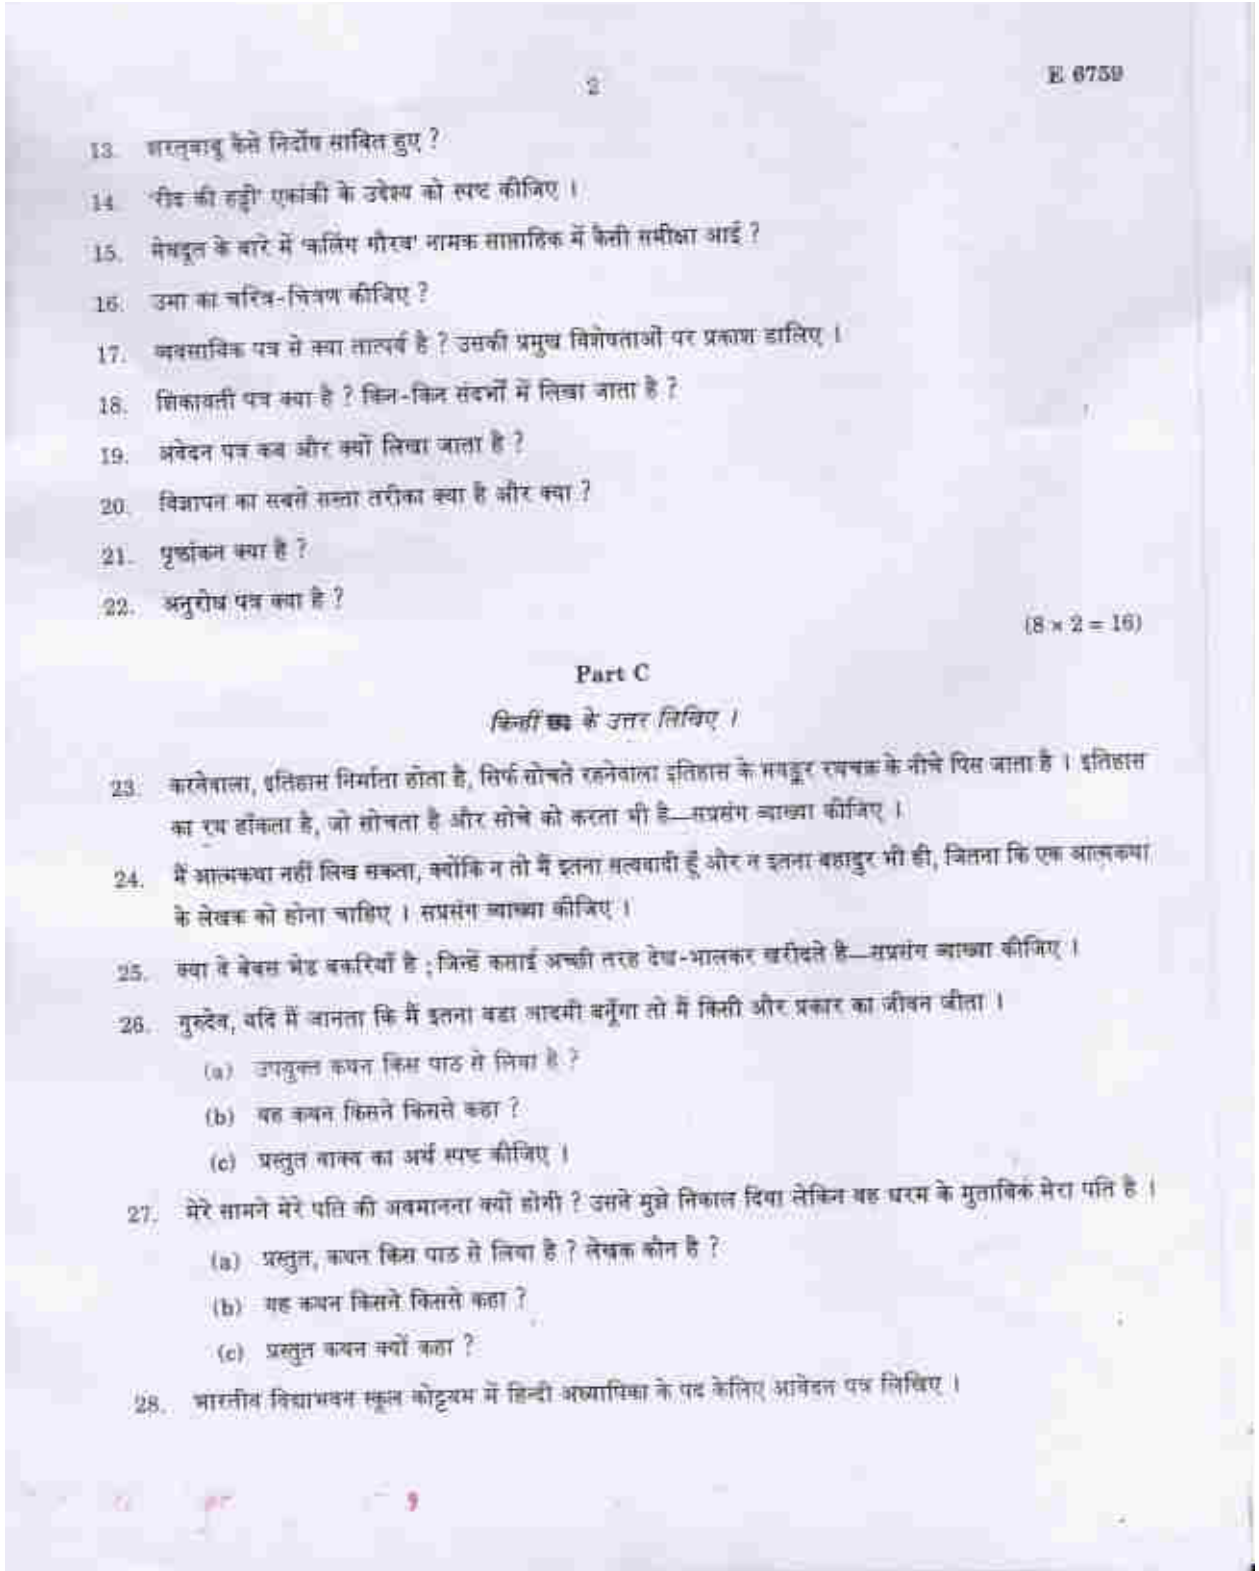 2
E 6759
13. शरत्‌बाबू कैसे निर्दोष साबित हुए ?
14. 'रीढ की हड्डी' एकांकी के उद्देश्य को स्पष्ट कीजिए ।
15. मेघदूत के बारे में 'कलिंग गौरव' नामक साप्ताहिक में कैसी समीक्षा आई ?
16. उमा का चरित्र-चित्रण कीजिए ?
17. व्यवसायिक पत्र से क्या तात्पर्य है ? उसकी प्रमुख विशेषताओं पर प्रकाश डालिए ।
18. शिकायती पत्र क्या है ? किन-किन संदर्भों में लिखा जाता है ?
19. अवेदन पत्र कब और क्यों लिखा जाता है ?
20. विज्ञापन का सबसे सस्ता तरीका क्या है और क्या ?
21. पृष्ठांकन क्या है ?
22. अनुरोध पत्र क्या है ?
(8 × 2 = 16)
Part C
किन्हीं छः के उत्तर लिखिए ।
23. करनेवाला, इतिहास निर्माता होता है, सिर्फ सोचते रहनेवाला इतिहास के भयङ्कर रथचक्र के नीचे पिस जाता है । इतिहास
का रथ हाँकता है, जो सोचता है और सोचे को करता भी है—सप्रसंग व्याख्या कीजिए ।
24. मैं आत्मकथा नहीं लिख सकता, क्योंकि न तो मैं इतना सत्यवादी हूँ और न इतना बहादुर भी ही, जितना कि एक आत्मकथा
के लेखक को होना चाहिए । सप्रसंग व्याख्या कीजिए ।
25. क्या वे बेबस भेड बकरियाँ है ; जिन्हें कसाई अच्छी तरह देख-भालकर खरीदते है—सप्रसंग व्याख्या कीजिए ।
26. गुरुदेव, यदि मैं जानता कि मैं इतना बडा आदमी बनूँगा तो मैं किसी और प्रकार का जीवन जीता ।
(a) उपयुक्त कथन किस पाठ से लिया है ?
(b) यह कथन किसने किससे कहा ?
(c) प्रस्तुत वाक्य का अर्थ स्पष्ट कीजिए ।
27. मेरे सामने मेरे पति की अवमानना क्यों होगी ? उसने मुझे निकाल दिया लेकिन वह धरम के मुताबिक मेरा पति है ।
(a) प्रस्तुत, कथन किस पाठ से लिया है ? लेखक कौन है ?
(b) यह कथन किसने किससे कहा ?
(c) प्रस्तुत कथन क्यों कहा ?
28. भारतीय विद्याभवन स्कूल कोट्टयम में हिन्दी अध्यापिका के पद केलिए आवेदन पत्र लिखिए ।